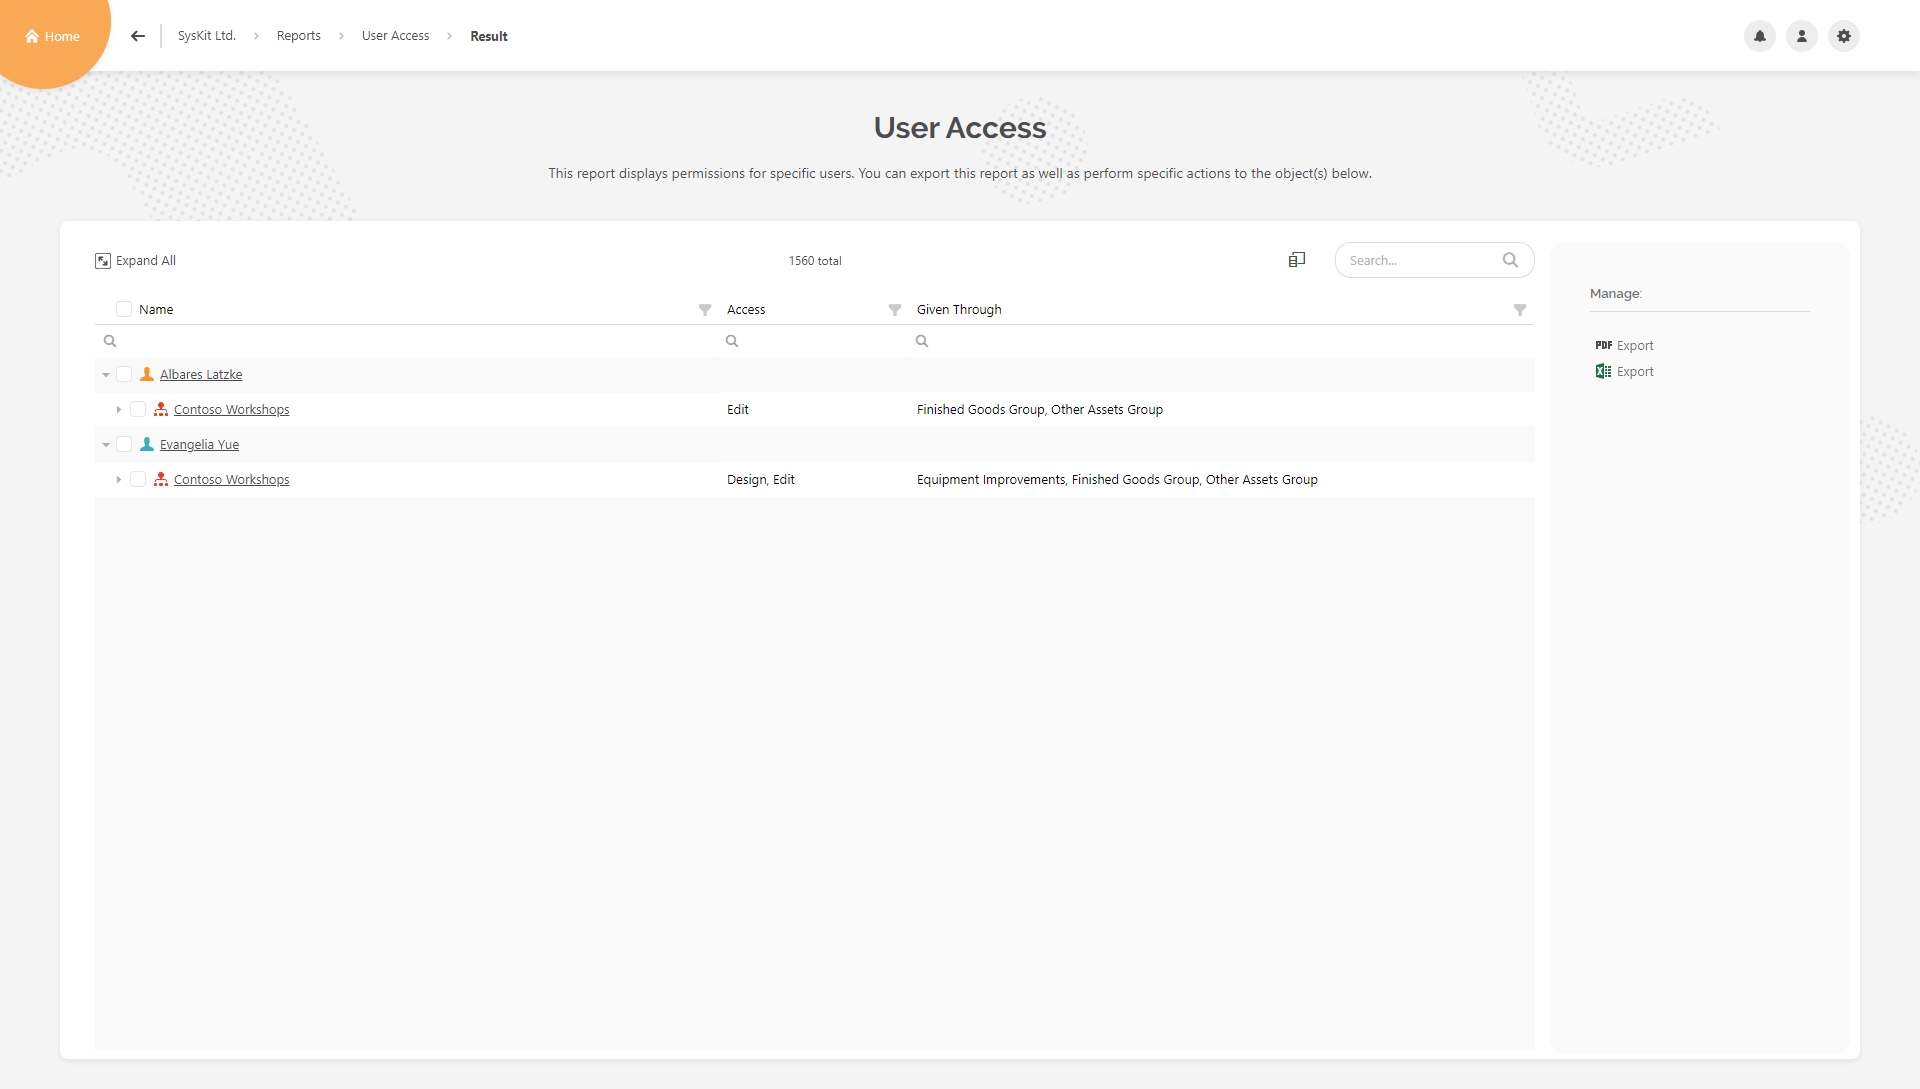 Home
SysKit Ltd. > Reports > User Access > Result
User Access
This report displays permissions for specific users. You can export this report as well as perform specific actions to the object(s) below.
Expand All 1560 total Search...
Name Access Given Through
Albares Latzke
Contoso Workshops Edit Finished Goods Group, Other Assets Group
Evangelia Yue
Contoso Workshops Design, Edit Equipment Improvements, Finished Goods Group, Other Assets Group
Manage:
PDF Export
Export